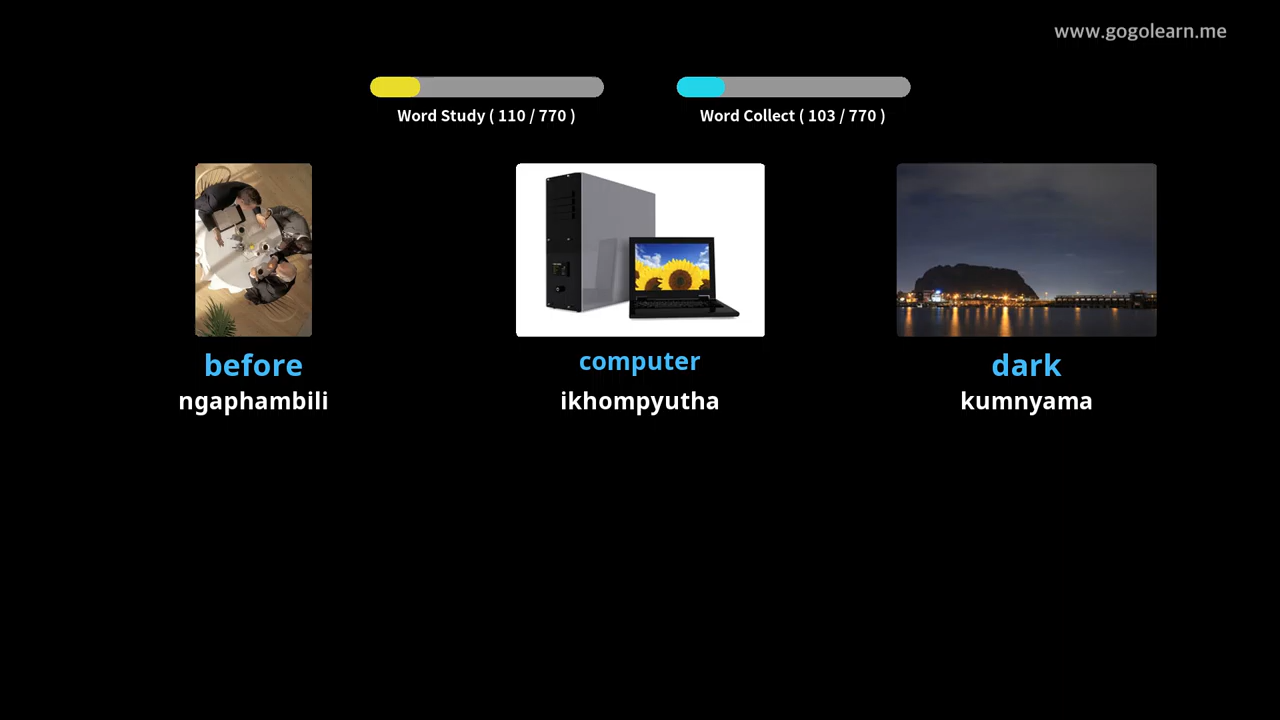 www.gogolearn.me
Word Study ( 110 / 770 )
Word Collect ( 103 / 770 )
before
ngaphambili
computer
ikhompyutha
dark
kumnyama